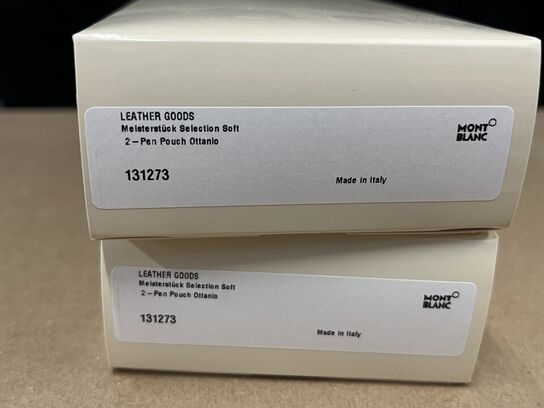 LEATHER GOODS
Meisterstück Selection Soft
2-Pen Pouch Ottanio
131273
Made in Italy
MONT
BLANC
LEATHER GOODS
Meisterstück Selection Soft
2-Pen Pouch Ottanio
131273
Made in Italy
MONT
BLANC